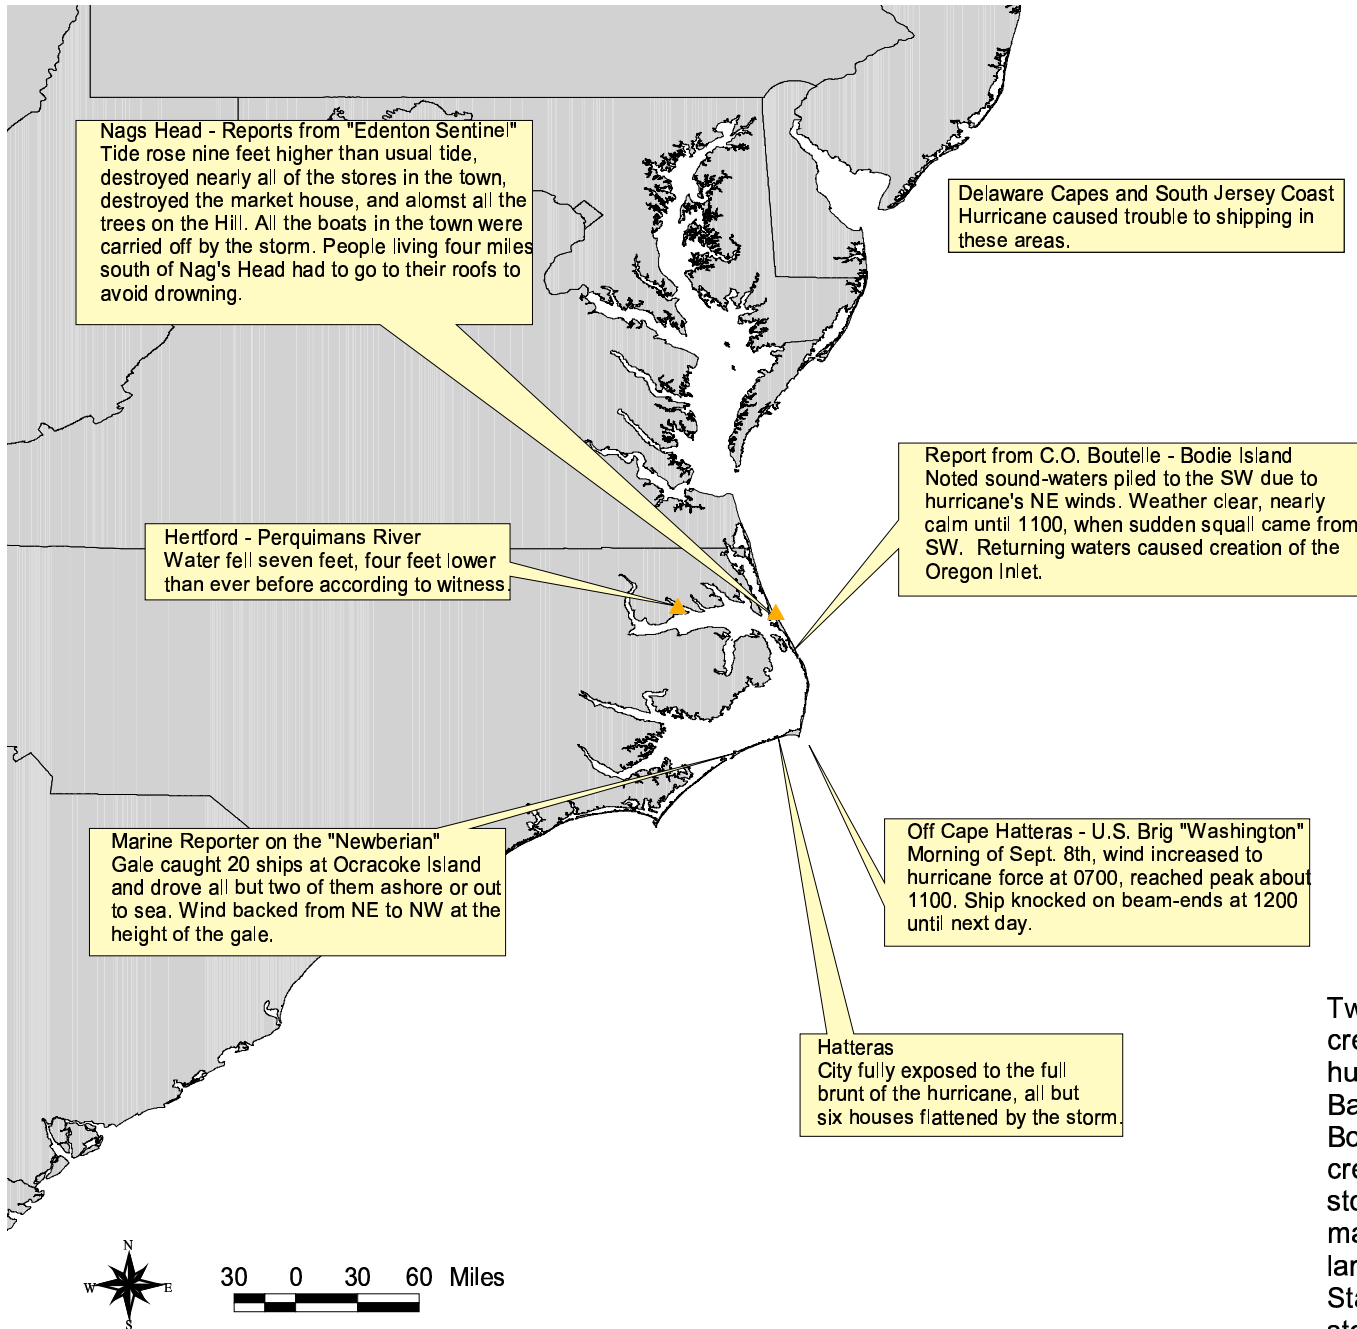 Nags Head - Reports from "Edenton Sentinel"
Tide rose nine feet higher than usual tide,
destroyed nearly all of the stores in the town,
destroyed the market house, and alomst all the
trees on the Hill. All the boats in the town were
carried off by the storm. People living four miles
south of Nag's Head had to go to their roofs to
avoid drowning.
Delaware Capes and South Jersey Coast
Hurricane caused trouble to shipping in
these areas.
Report from C.O. Boutelle - Bodie Island
Noted sound-waters piled to the SW due to
hurricane's NE winds. Weather clear, nearly
calm until 1100, when sudden squall came from
SW. Returning waters caused creation of the
Oregon Inlet.
Hertford - Perquimans River
Water fell seven feet, four feet lower
than ever before according to witness.
Marine Reporter on the "Newberian"
Gale caught 20 ships at Ocracoke Island
and drove all but two of them ashore or out
to sea. Wind backed from NE to NW at the
height of the gale.
Off Cape Hatteras - U.S. Brig "Washington"
Morning of Sept. 8th, wind increased to
hurricane force at 0700, reached peak about
1100. Ship knocked on beam-ends at 1200
until next day.
Hatteras
City fully exposed to the full
brunt of the hurricane, all but
six houses flattened by the storm.
Tw
cre
hu
Ba
Bo
cre
sto
ma
lar
Sta
N
W E
S
30 0 30 60 Miles